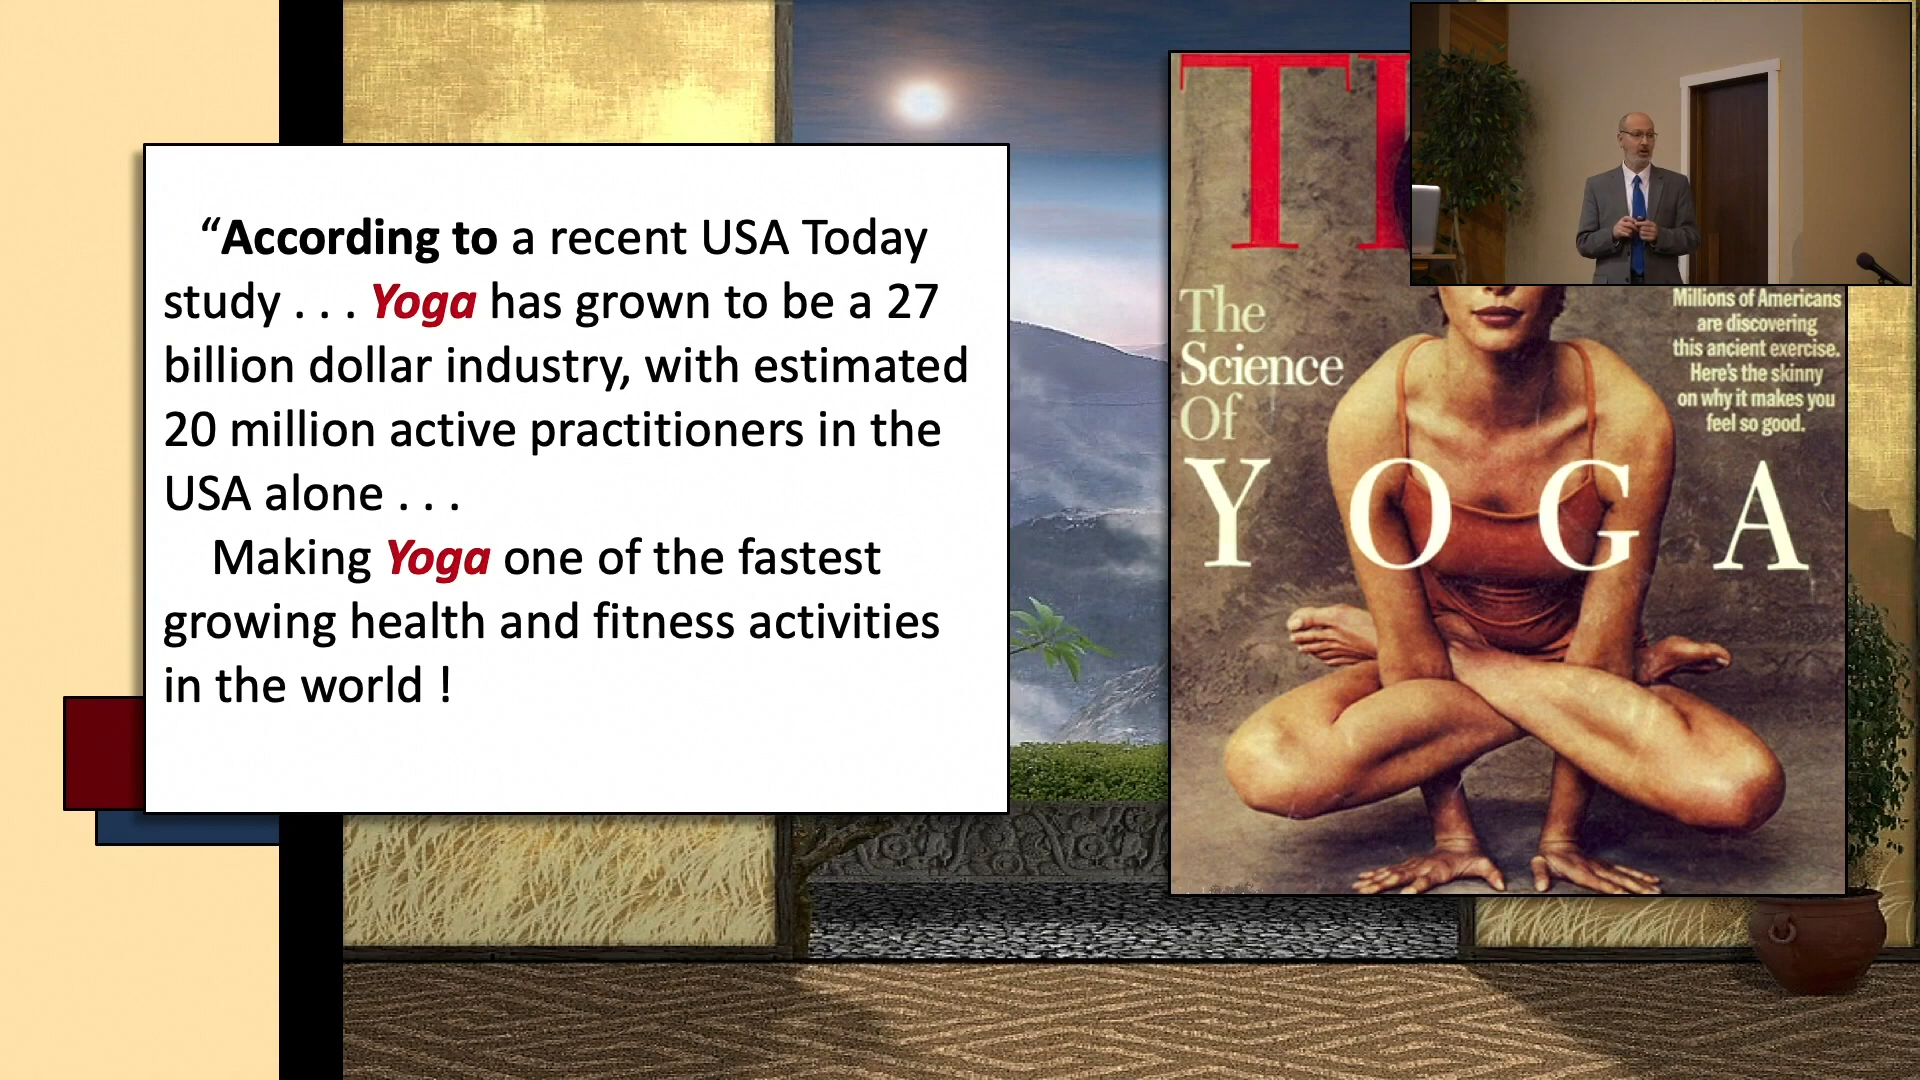 “According to a recent USA Today
study . . . Yoga has grown to be a 27
billion dollar industry, with estimated
20 million active practitioners in the
USA alone . . .
Making Yoga one of the fastest
growing health and fitness activities
in the world !
The
Science
Of
YOGA
Millions of Americans
are discovering
this ancient exercise.
Here's the skinny
on why it makes you
feel so good.